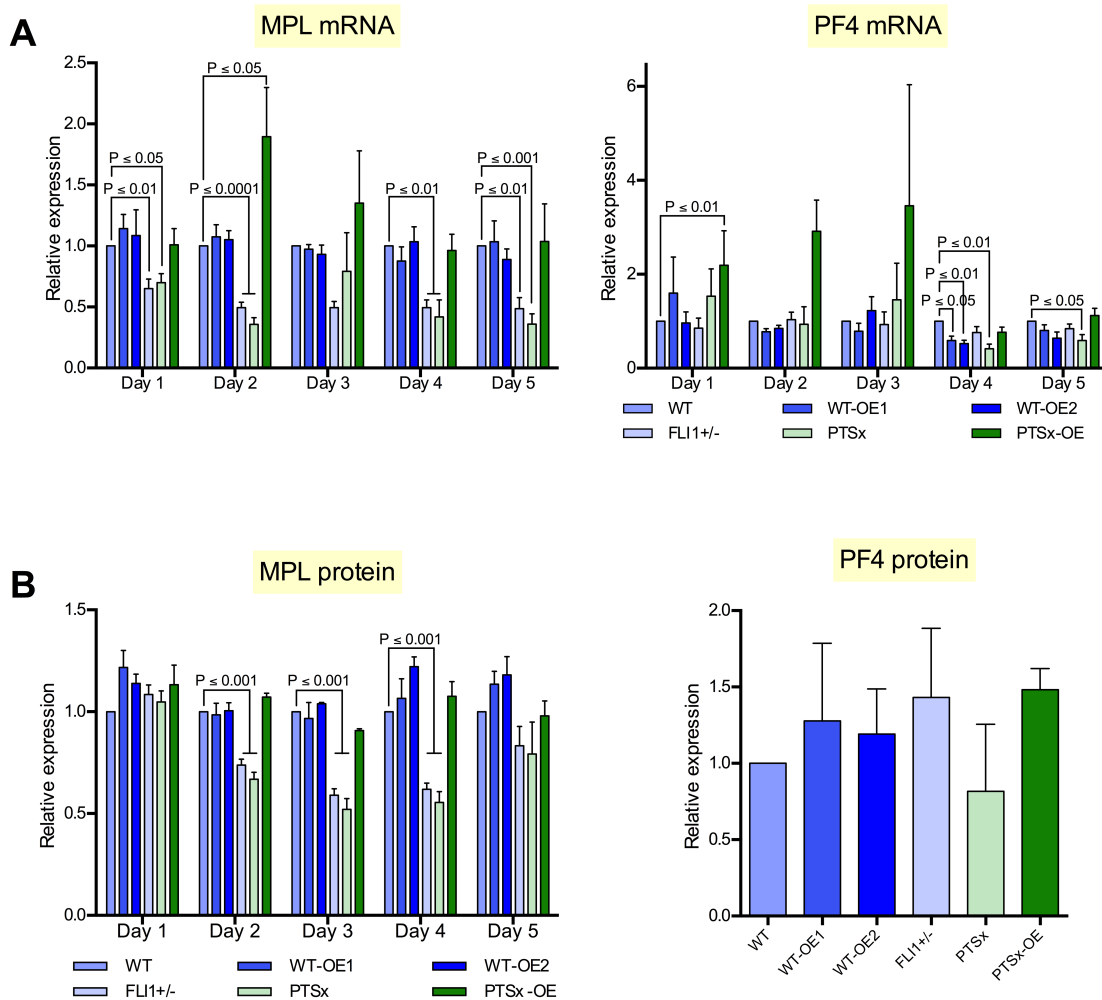 A
MPL mRNA
PF4 mRNA
Relative expression
2.5
2.0
1.5
1.0
0.5
0.0
P ≤ 0.05
P ≤ 0.01
P ≤ 0.05
P ≤ 0.0001
P ≤ 0.01
P ≤ 0.001
P ≤ 0.01
Day 1 Day 2 Day 3 Day 4 Day 5
Relative expression
6
4
2
0
P ≤ 0.01
P ≤ 0.01
P ≤ 0.01
P ≤ 0.05
P ≤ 0.05
Day 1 Day 2 Day 3 Day 4 Day 5
WT WT-OE1 WT-OE2
FLI1+/- PTSx PTSx-OE
B
MPL protein
PF4 protein
Relative expression
1.5
1.0
0.5
0.0
P ≤ 0.001
P ≤ 0.001
P ≤ 0.001
Day 1 Day 2 Day 3 Day 4 Day 5
WT WT-OE1 WT-OE2
FLI1+/- PTSx PTSx -OE
Relative expression
2.0
1.5
1.0
0.5
0.0
WT WT-OE1 WT-OE2 FLI1+/- PTSx PTSx-OE